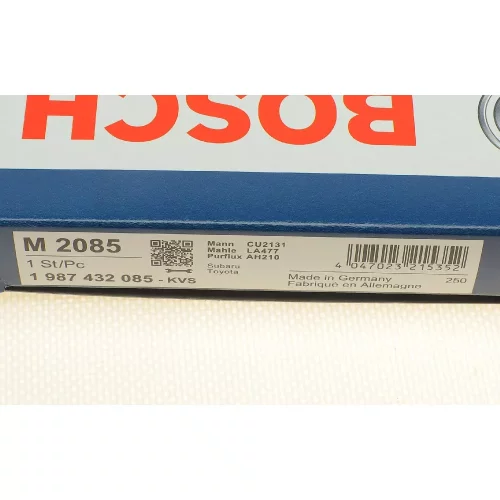 BOSCH
M 2085
1 St/Pc
1 987 432 085 - KVS
Mann CU2131
Mahle LA477
Purflux AH210
Subaru
Toyota
4 047023 215352
Made in Germany
Fabriqué en Allemagne
250